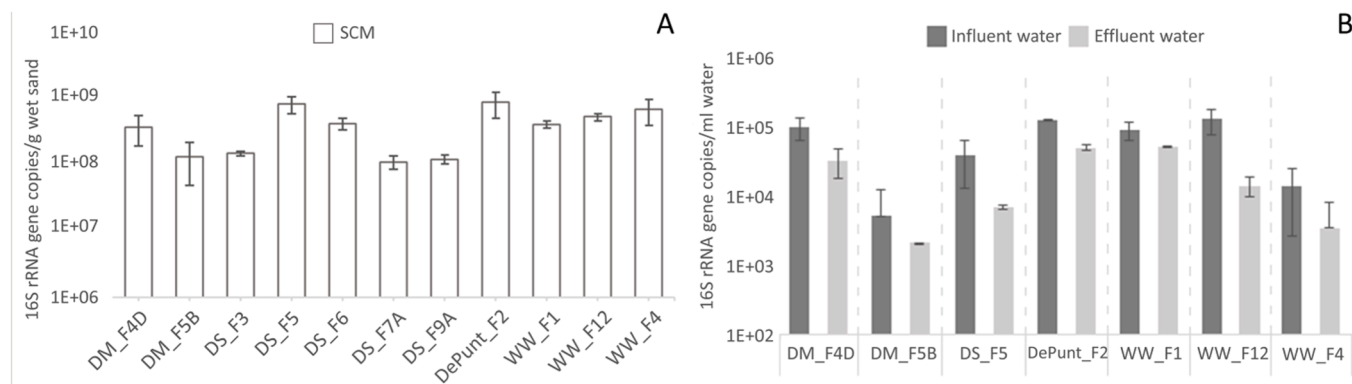 A
SCM
16S rRNA gene copies/g wet sand
1E+10
1E+09
1E+08
1E+07
1E+06
DM_F4D
DM_F5B
DS_F3
DS_F5
DS_F6
DS_F7A
DS_F9A
DePunt_F2
WW_F1
WW_F12
WW_F4
B
Influent water
Effluent water
16S rRNA gene copies/ml water
1E+06
1E+05
1E+04
1E+03
1E+02
DM_F4D
DM_F5B
DS_F5
DePunt_F2
WW_F1
WW_F12
WW_F4